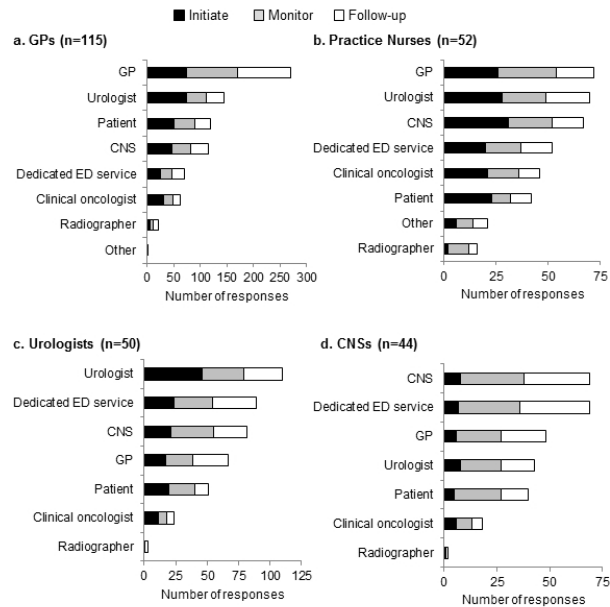 Initiate Monitor Follow-up
a. GPs (n=115)
GP
Urologist
Patient
CNS
Dedicated ED service
Clinical oncologist
Radiographer
Other
0 50 100 150 200 250 300
Number of responses
b. Practice Nurses (n=52)
GP
Urologist
CNS
Dedicated ED service
Clinical oncologist
Patient
Other
Radiographer
0 25 50 75
Number of responses
c. Urologists (n=50)
Urologist
Dedicated ED service
CNS
GP
Patient
Clinical oncologist
Radiographer
0 25 50 75 100 125
Number of responses
d. CNSs (n=44)
CNS
Dedicated ED service
GP
Urologist
Patient
Clinical oncologist
Radiographer
0 25 50 75
Number of responses